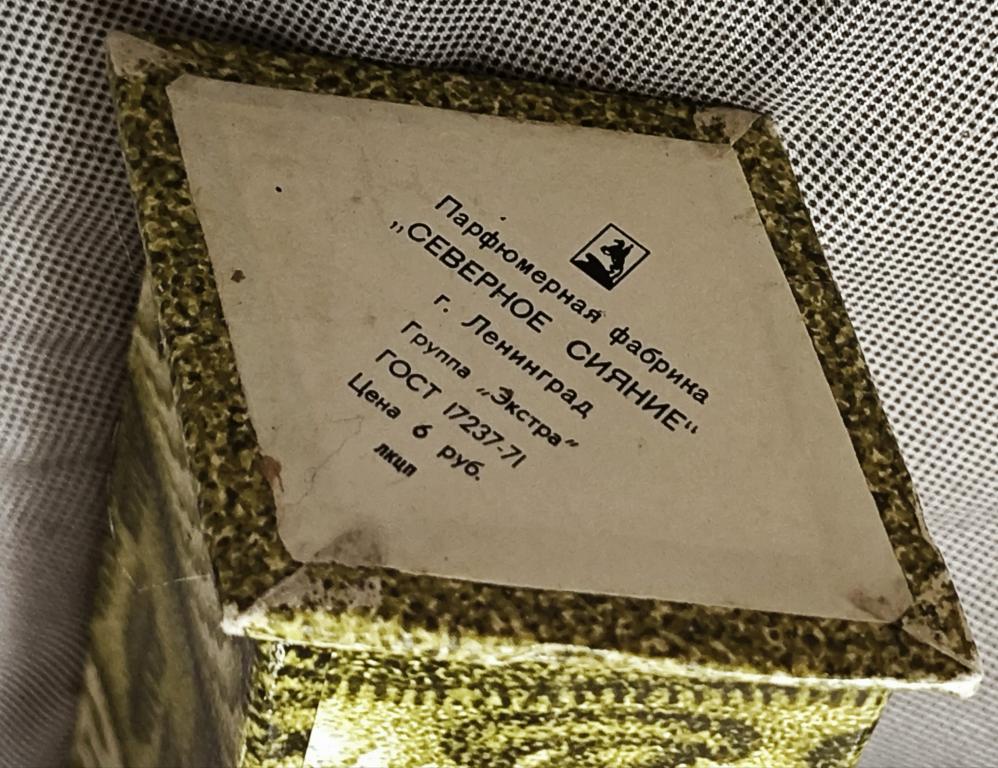 Парфюмерная фабрика
„СЕВЕРНОЕ СИЯНИЕ“
г. Ленинград
Группа „Экстра“
ГОСТ 17237-71
Цена 6 руб.
лкцп